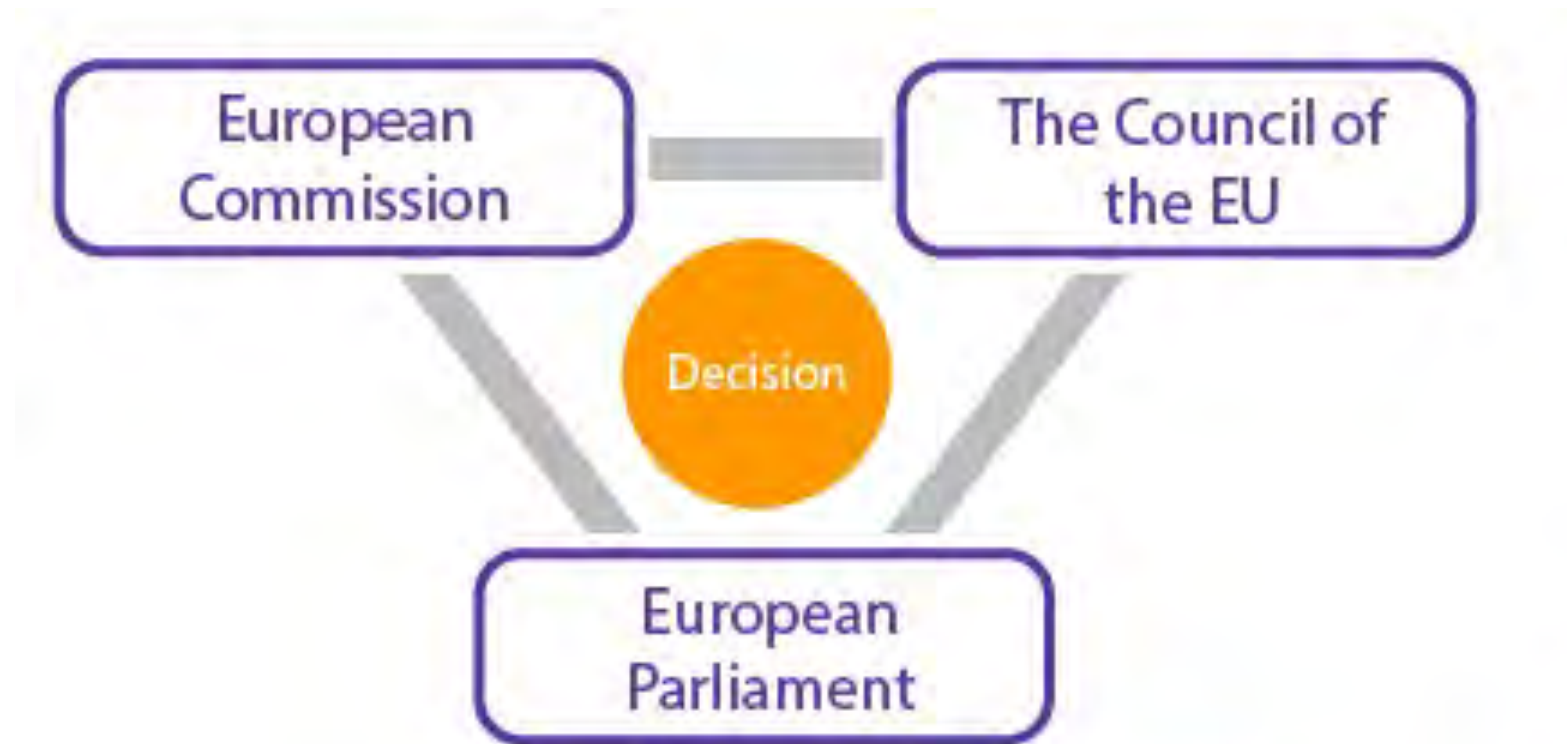 European
Commission
The Council of
the EU
Decision
European
Parliament